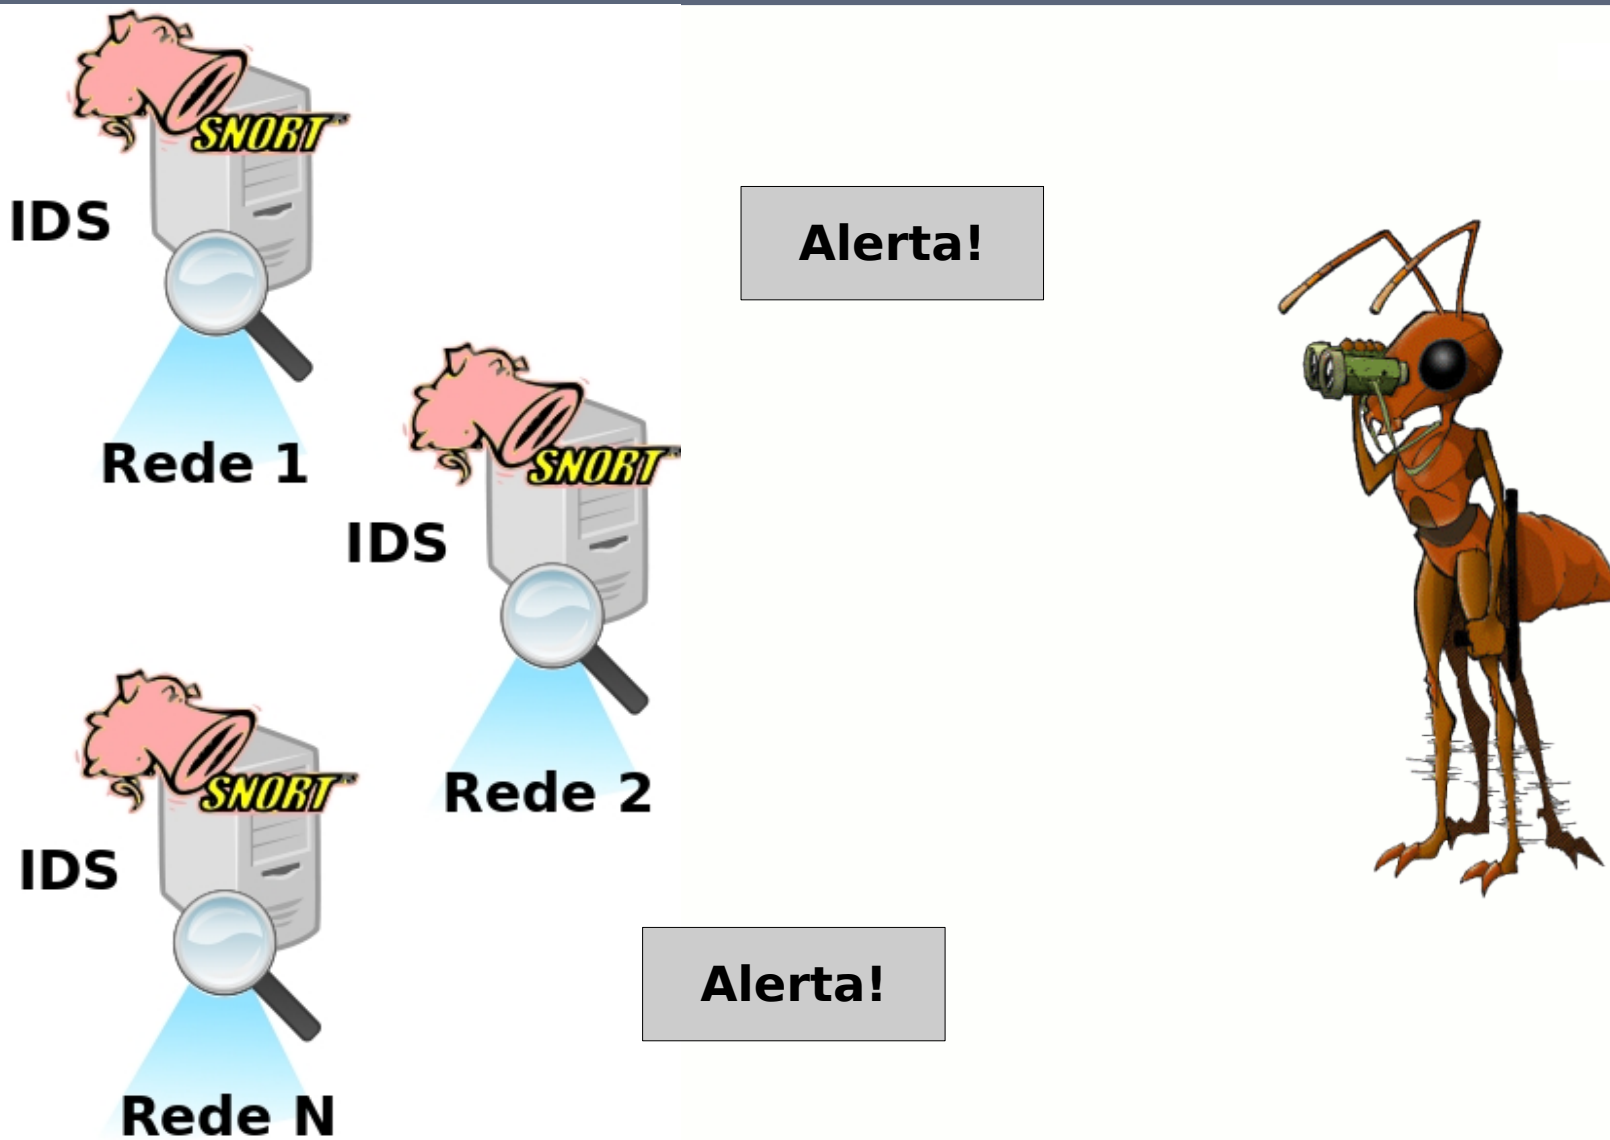 SNORT
IDS
Rede 1
Alerta!
SNORT
IDS
Rede 2
SNORT
IDS
Rede N
Alerta!